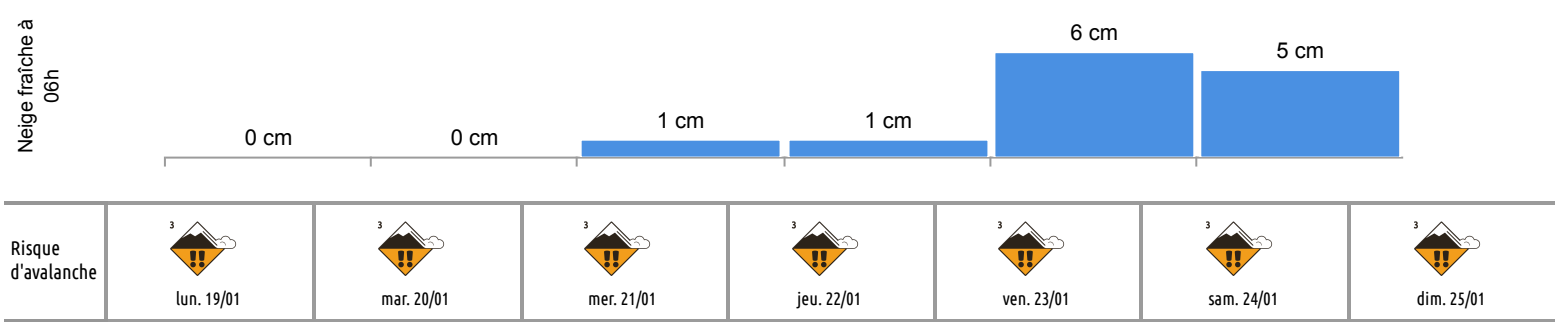 Neige fraîche à
06h
0 cm
0 cm
1 cm
1 cm
6 cm
5 cm
Risque
d'avalanche
3
lun. 19/01
3
mar. 20/01
3
mer. 21/01
3
jeu. 22/01
3
ven. 23/01
3
sam. 24/01
3
dim. 25/01